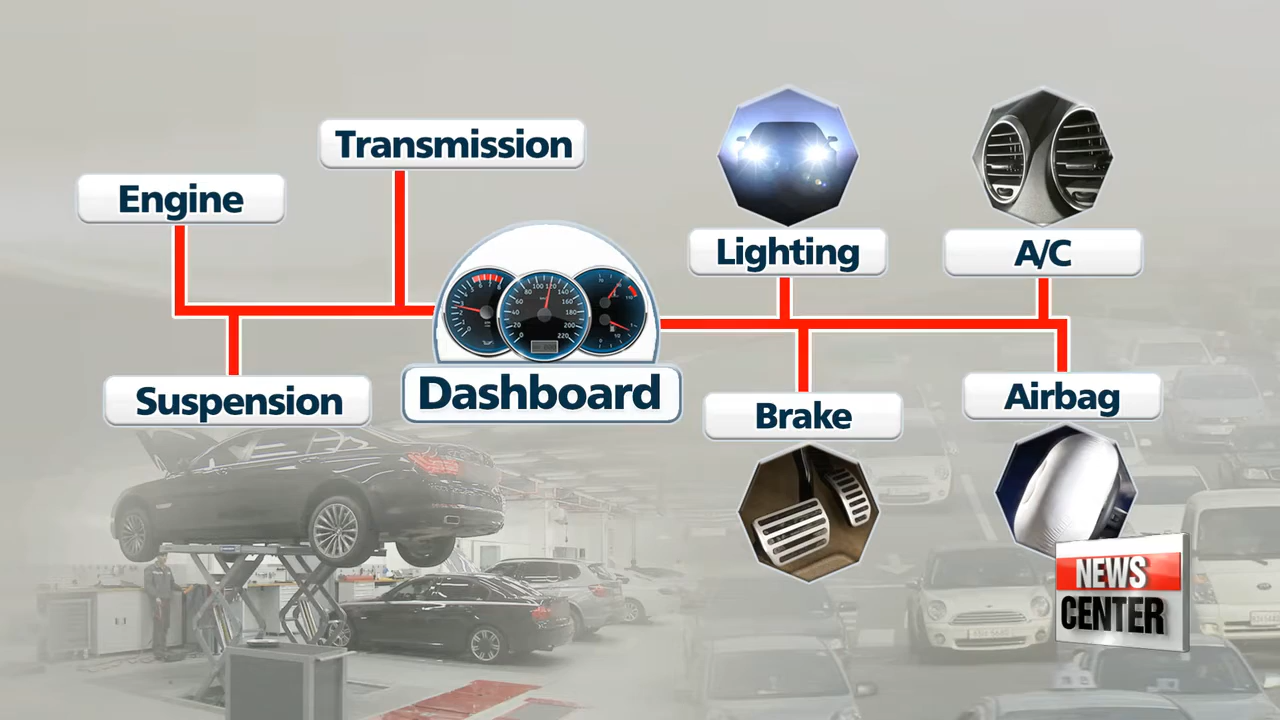 Transmission
Engine
Lighting
A/C
Suspension
Dashboard
Brake
Airbag
NEWS
CENTER